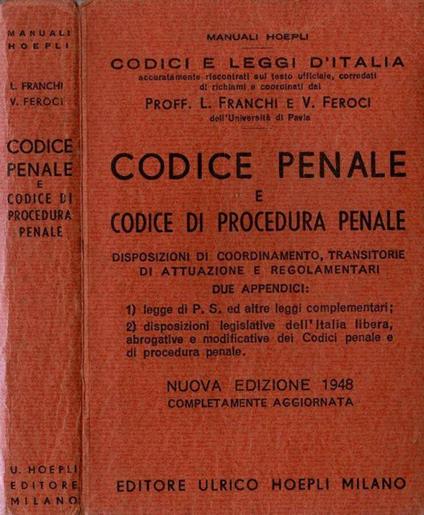 MANUALI
HOEPLI
L. FRANCHI
V. FEROCI
CODICE
PENALE
E
CODICE DI
PROCEDURA
PENALE
U. HOEPLI
EDITORE
MILANO
MANUALI HOEPLI
CODICI E LEGGI D'ITALIA
accuratamente riscontrati sul testo ufficiale, corredati
di richiami e coordinati dai
PROFF. L. FRANCHI E V. FEROCI
dell'Università di Pavia
CODICE PENALE
E
CODICE DI PROCEDURA PENALE
DISPOSIZIONI DI COORDINAMENTO, TRANSITORIE
DI ATTUAZIONE E REGOLAMENTARI
DUE APPENDICI:
1) legge di P. S. ed altre leggi complementari;
2) disposizioni legislative dell'Italia libera,
abrogative e modificative dei Codici penale e
di procedura penale.
NUOVA EDIZIONE 1948
COMPLETAMENTE AGGIORNATA
EDITORE ULRICO HOEPLI MILANO